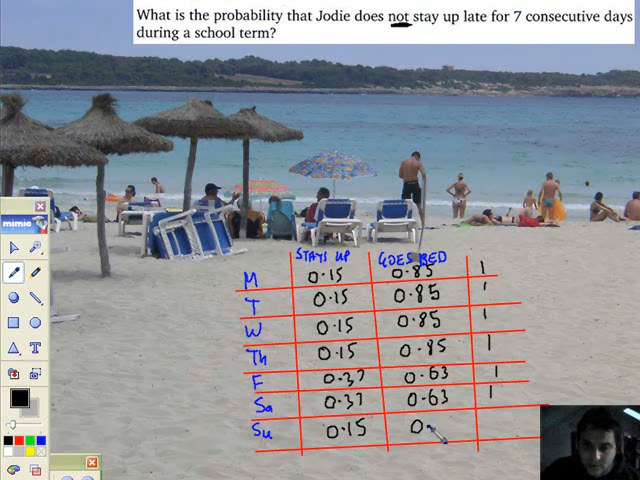 What is the probability that Jodie does not stay up late for 7 consecutive days
during a school term?
mimio
STAYS UP GOES BED
M 0.15 0.85 1
T 0.15 0.85 1
W 0.15 0.85 1
Th 0.15 0.85 1
F 0.37 0.63 1
Sa 0.37 0.63 1
Su 0.15 0.